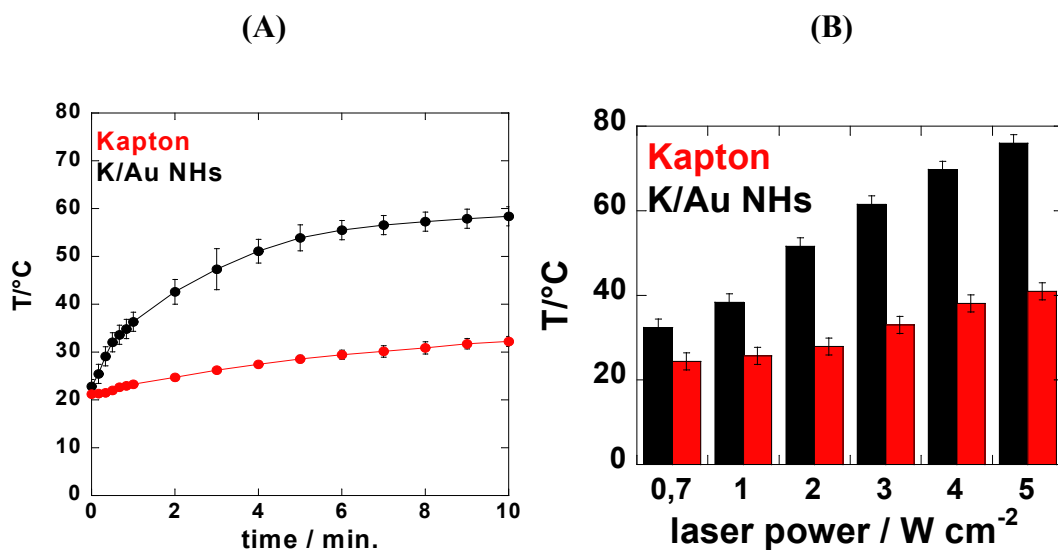 (A)
(B)
80
70
60
50
40
30
20
10
0
T/°C
Kapton
K/Au NHs
0 2 4 6 8 10
time / min.
80
60
40
20
0
T/°C
Kapton
K/Au NHs
0,7 1 2 3 4 5
laser power / W cm⁻²